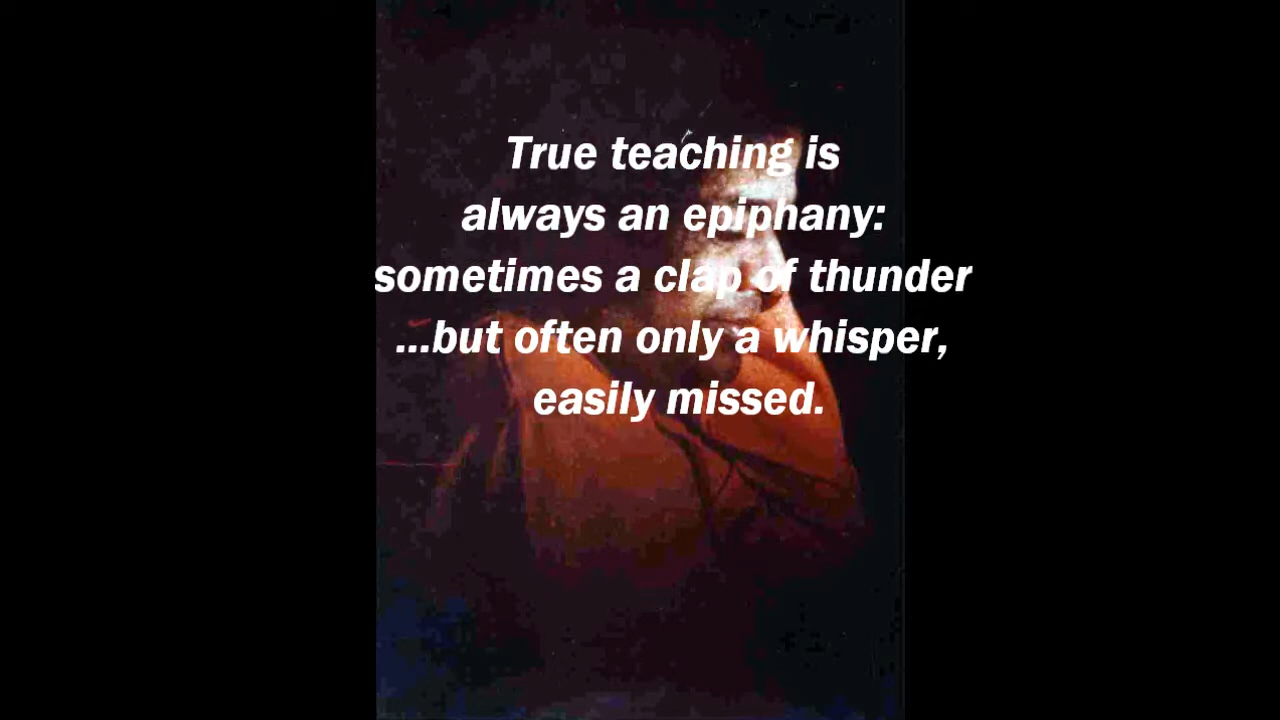 True teaching is
always an epiphany:
sometimes a clap of thunder
...but often only a whisper,
easily missed.